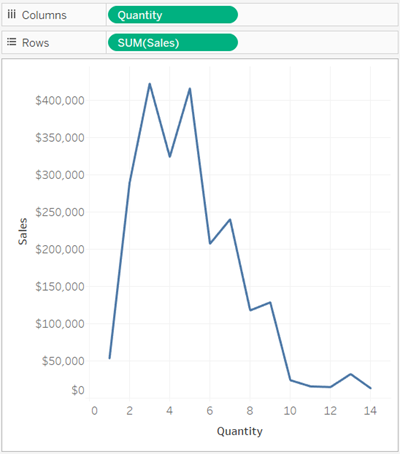 Columns Quantity
Rows SUM(Sales)
$400,000
$350,000
$300,000
$250,000
$200,000
$150,000
$100,000
$50,000
$0
Sales
0 2 4 6 8 10 12 14
Quantity